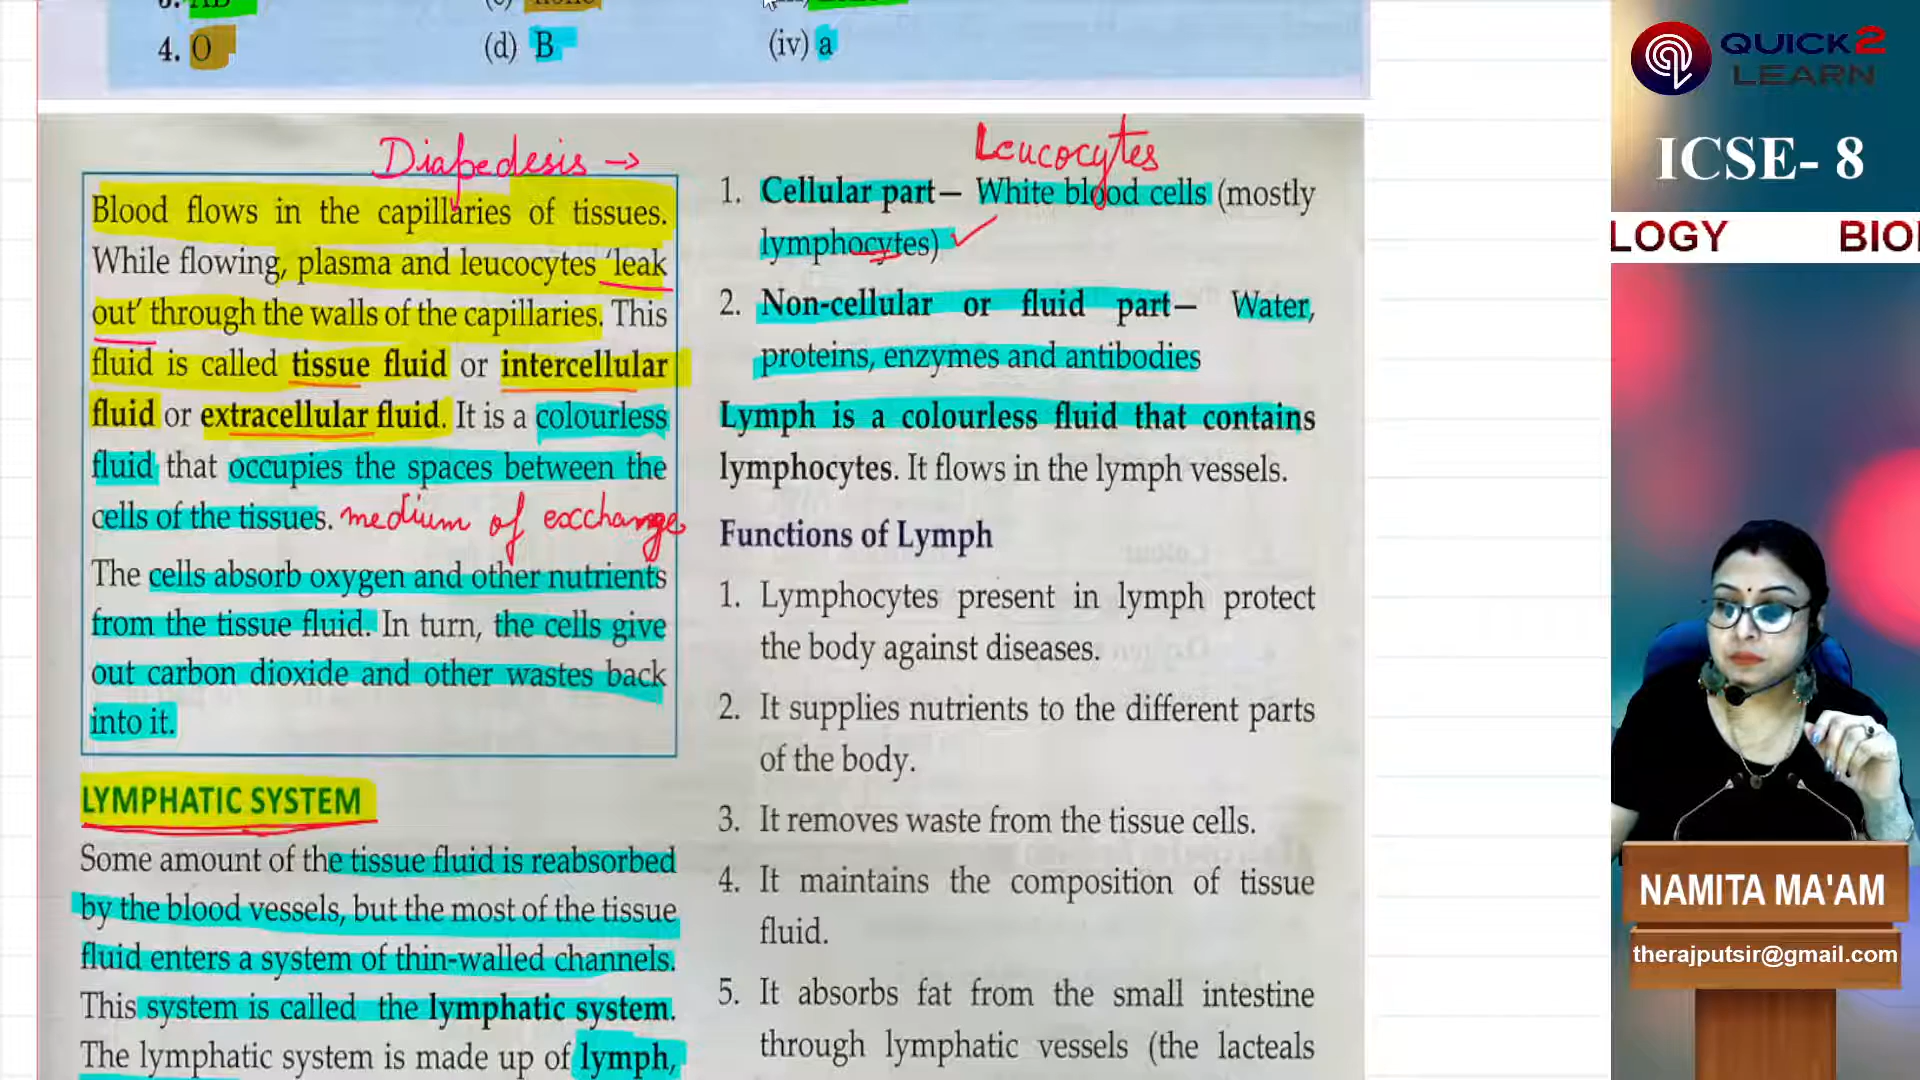 4. O (d) B (iv) a
Diapedesis →
Blood flows in the capillaries of tissues.
While flowing, plasma and leucocytes ‘leak
out’ through the walls of the capillaries. This
fluid is called tissue fluid or intercellular
fluid or extracellular fluid. It is a colourless
fluid that occupies the spaces between the
cells of the tissues. medium of exchange
The cells absorb oxygen and other nutrients
from the tissue fluid. In turn, the cells give
out carbon dioxide and other wastes back
into it.
LYMPHATIC SYSTEM
Some amount of the tissue fluid is reabsorbed
by the blood vessels, but the most of the tissue
fluid enters a system of thin-walled channels.
This system is called the lymphatic system.
The lymphatic system is made up of lymph,
Leucocytes
1. Cellular part— White blood cells (mostly
lymphocytes)
2. Non-cellular or fluid part— Water,
proteins, enzymes and antibodies
Lymph is a colourless fluid that contains
lymphocytes. It flows in the lymph vessels.
Functions of Lymph
1. Lymphocytes present in lymph protect
the body against diseases.
2. It supplies nutrients to the different parts
of the body.
3. It removes waste from the tissue cells.
4. It maintains the composition of tissue
fluid.
5. It absorbs fat from the small intestine
through lymphatic vessels (the lacteals
QUICK2
LEARN
ICSE- 8
LOGY BIO
NAMITA MA'AM
therajputsir@gmail.com